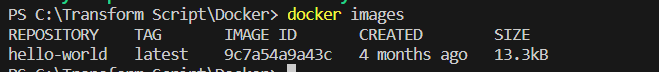 PS C:\Transform Script\Docker> docker images
REPOSITORY TAG IMAGE ID CREATED SIZE
hello-world latest 9c7a54a9a43c 4 months ago 13.3kB
PS C:\Transform Script\Docker>